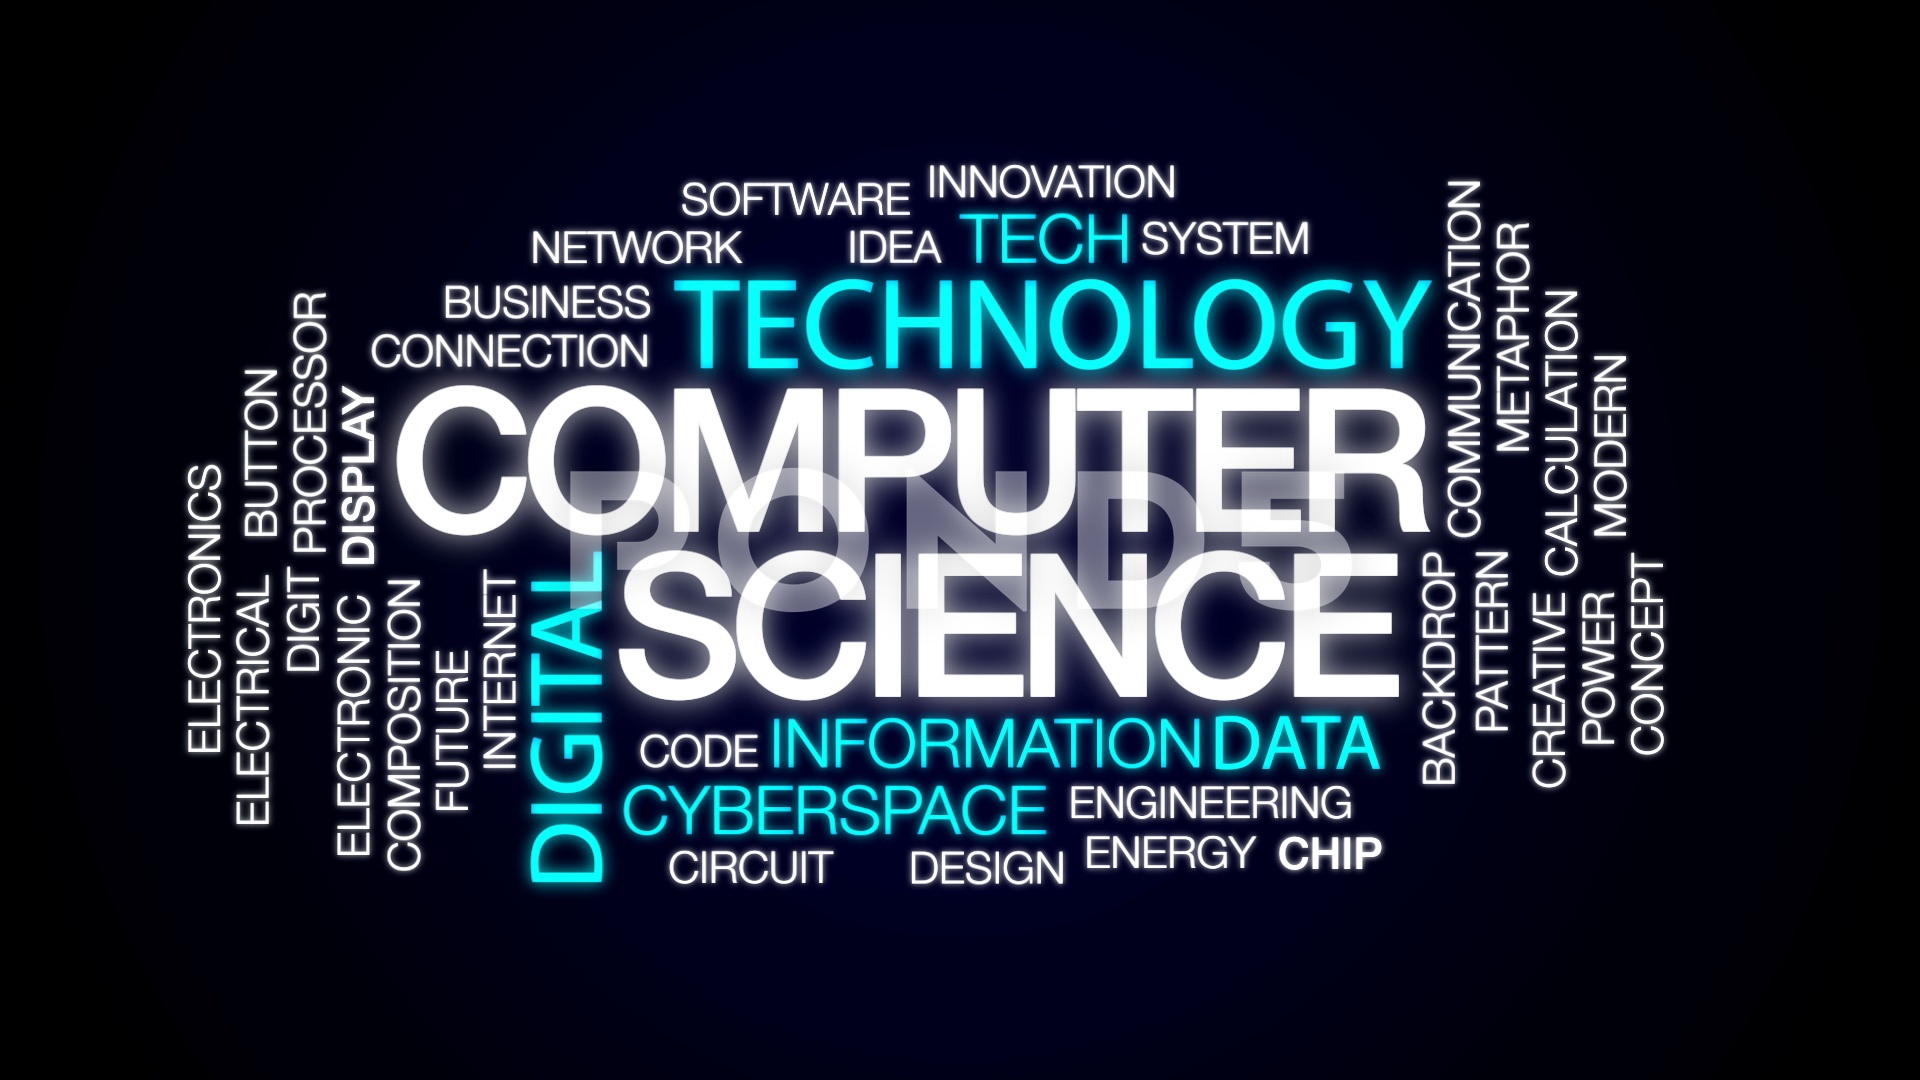 INNOVATION
SOFTWARE
NETWORK
IDEA
TECH
SYSTEM
BUSINESS
TECHNOLOGY
CONNECTION
COMPUTER
SCIENCE
POND5
ELECTRONICS
BUTTON
PROCESSOR
DISPLAY
ELECTRICAL
DIGIT
ELECTRONIC
COMPOSITION
FUTURE
INTERNET
DIGITAL
CODE
INFORMATION
DATA
CYBERSPACE
ENGINEERING
CIRCUIT
DESIGN
ENERGY
CHIP
COMMUNICATION
METAPHOR
CALCULATION
MODERN
BACKDROP
PATTERN
CREATIVE
POWER
CONCEPT